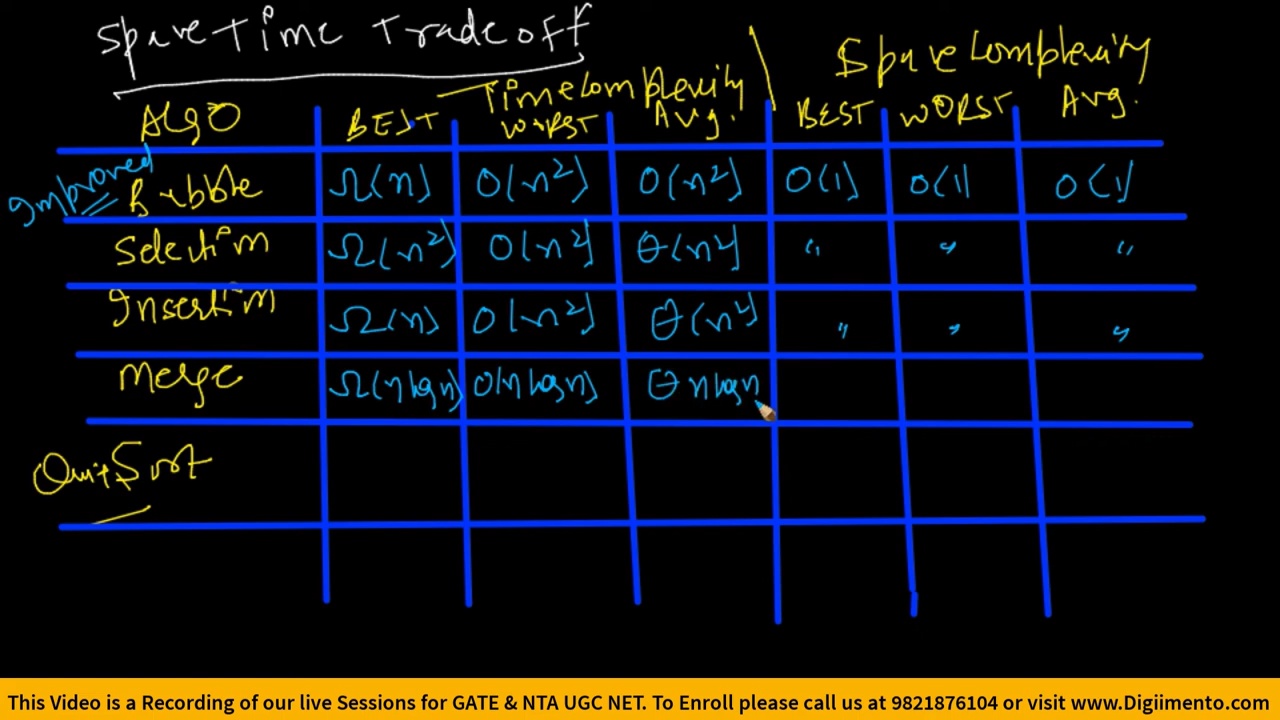 Space Time Tradeoff
Time Complexity Space Complexity
ALGO BEST WORST Avg. BEST WORST Avg.
Improved Bubble Ω(n) O(n²) O(n²) O(1) O(1) O(1)
Selection Ω(n²) O(n²) θ(n²) " " "
Insertion Ω(n) O(n²) θ(n²) " " "
Merge Ω(n log n) O(n log n) θ n log n
Quick Sort
This Video is a Recording of our live Sessions for GATE & NTA UGC NET. To Enroll please call us at 9821876104 or visit www.Digiimento.com